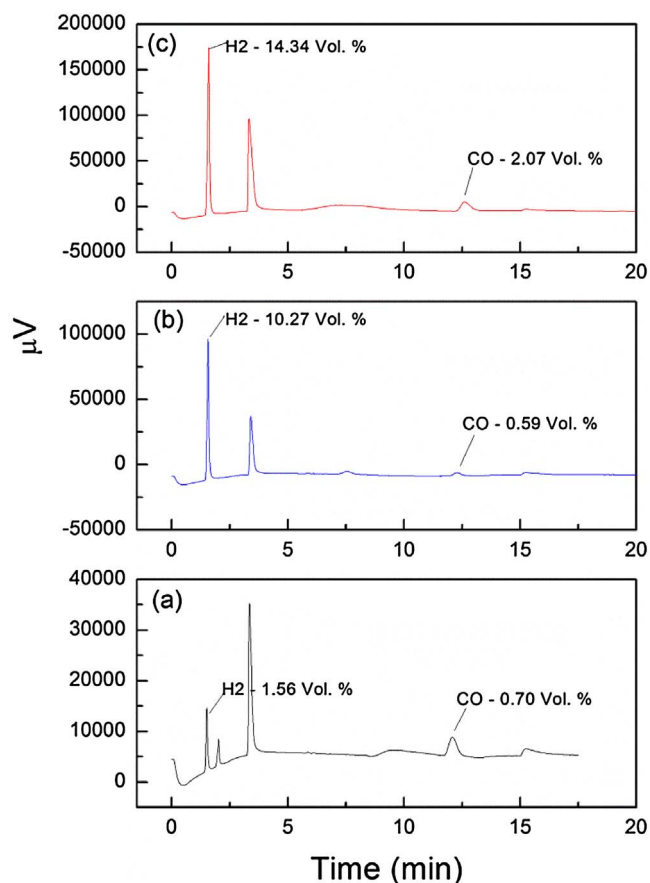 (c)
H2 - 14.34 Vol. %
CO - 2.07 Vol. %
200000
150000
100000
50000
0
-50000
0 5 10 15 20
(b)
H2 - 10.27 Vol. %
CO - 0.59 Vol. %
100000
50000
0
-50000
0 5 10 15 20
μV
(a)
H2 - 1.56 Vol. %
CO - 0.70 Vol. %
40000
30000
20000
10000
0
0 5 10 15 20
Time (min)